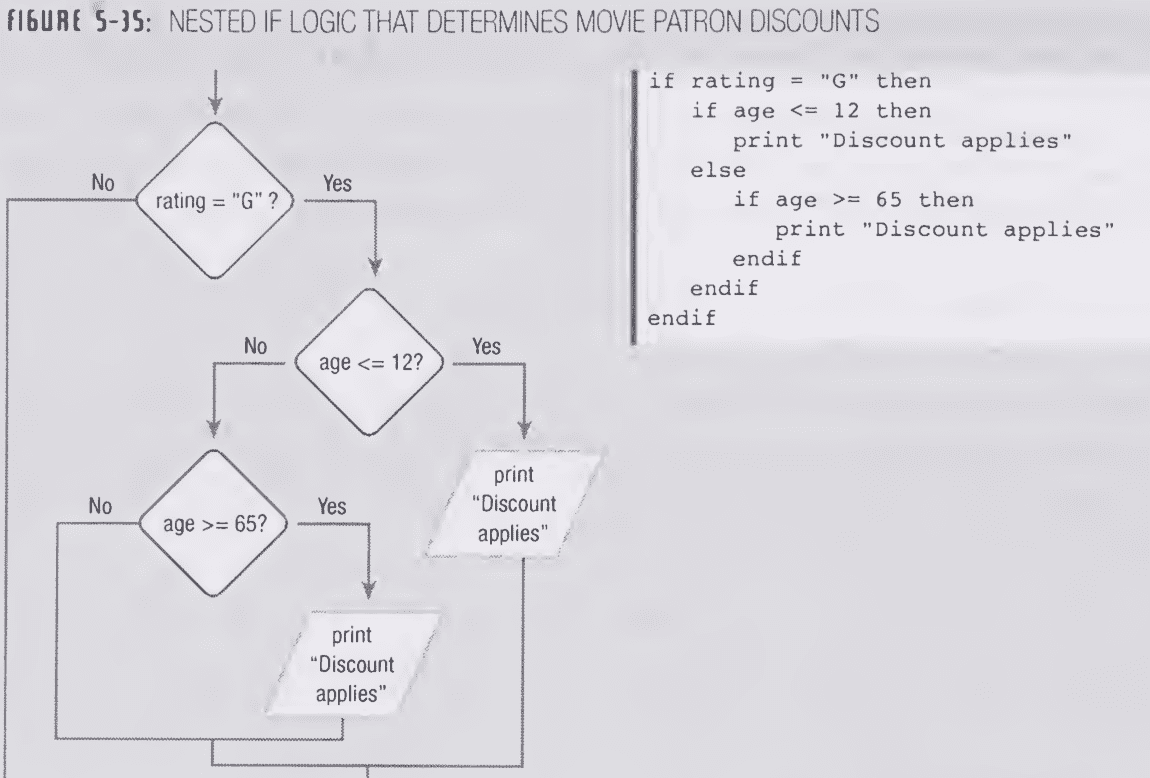 FIGURE 5-35: NESTED IF LOGIC THAT DETERMINES MOVIE PATRON DISCOUNTS
if rating = "G" then
if age <= 12 then
print "Discount applies"
else
if age >= 65 then
print "Discount applies"
endif
endif
endif
No
rating = "G" ?
Yes
No
age <= 12?
Yes
print
"Discount
applies"
No
age >= 65?
Yes
print
"Discount
applies"